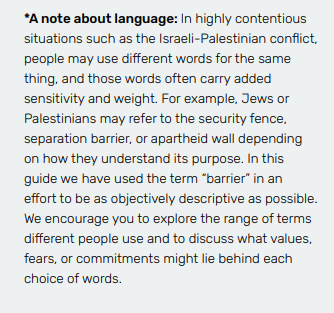 *A note about language: In highly contentious
situations such as the Israeli-Palestinian conflict,
people may use different words for the same
thing, and those words often carry added
sensitivity and weight. For example, Jews or
Palestinians may refer to the security fence,
separation barrier, or apartheid wall depending
on how they understand its purpose. In this
guide we have used the term “barrier” in an
effort to be as objectively descriptive as possible.
We encourage you to explore the range of terms
different people use and to discuss what values,
fears, or commitments might lie behind each
choice of words.